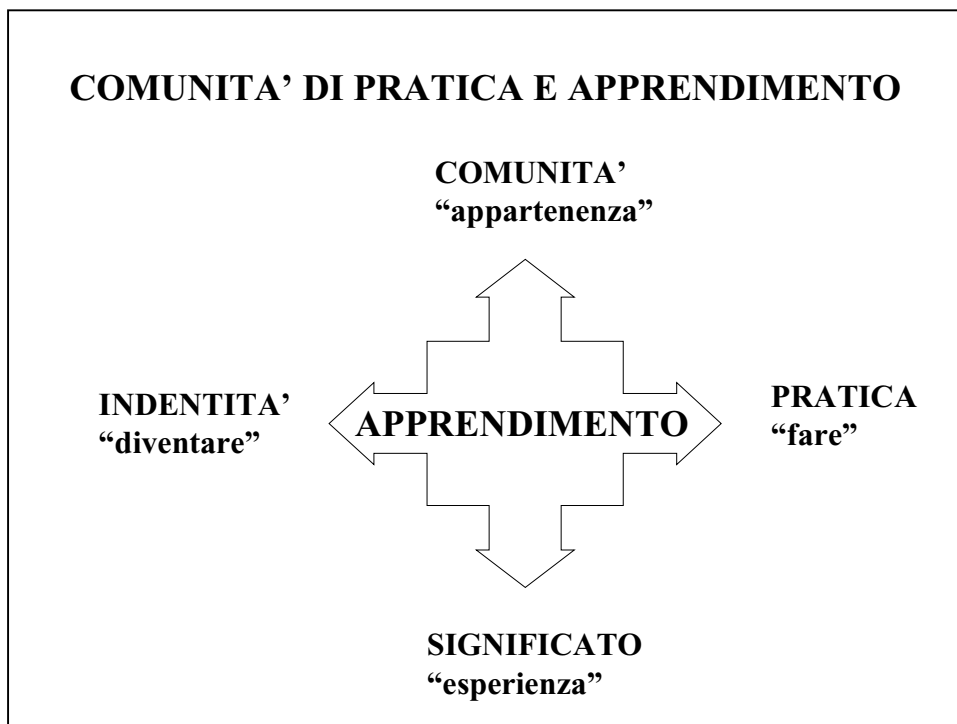 COMUNITA’ DI PRATICA E APPRENDIMENTO
COMUNITA’
“appartenenza”
INDENTITA’
“diventare”
APPRENDIMENTO
PRATICA
“fare”
SIGNIFICATO
“esperienza”